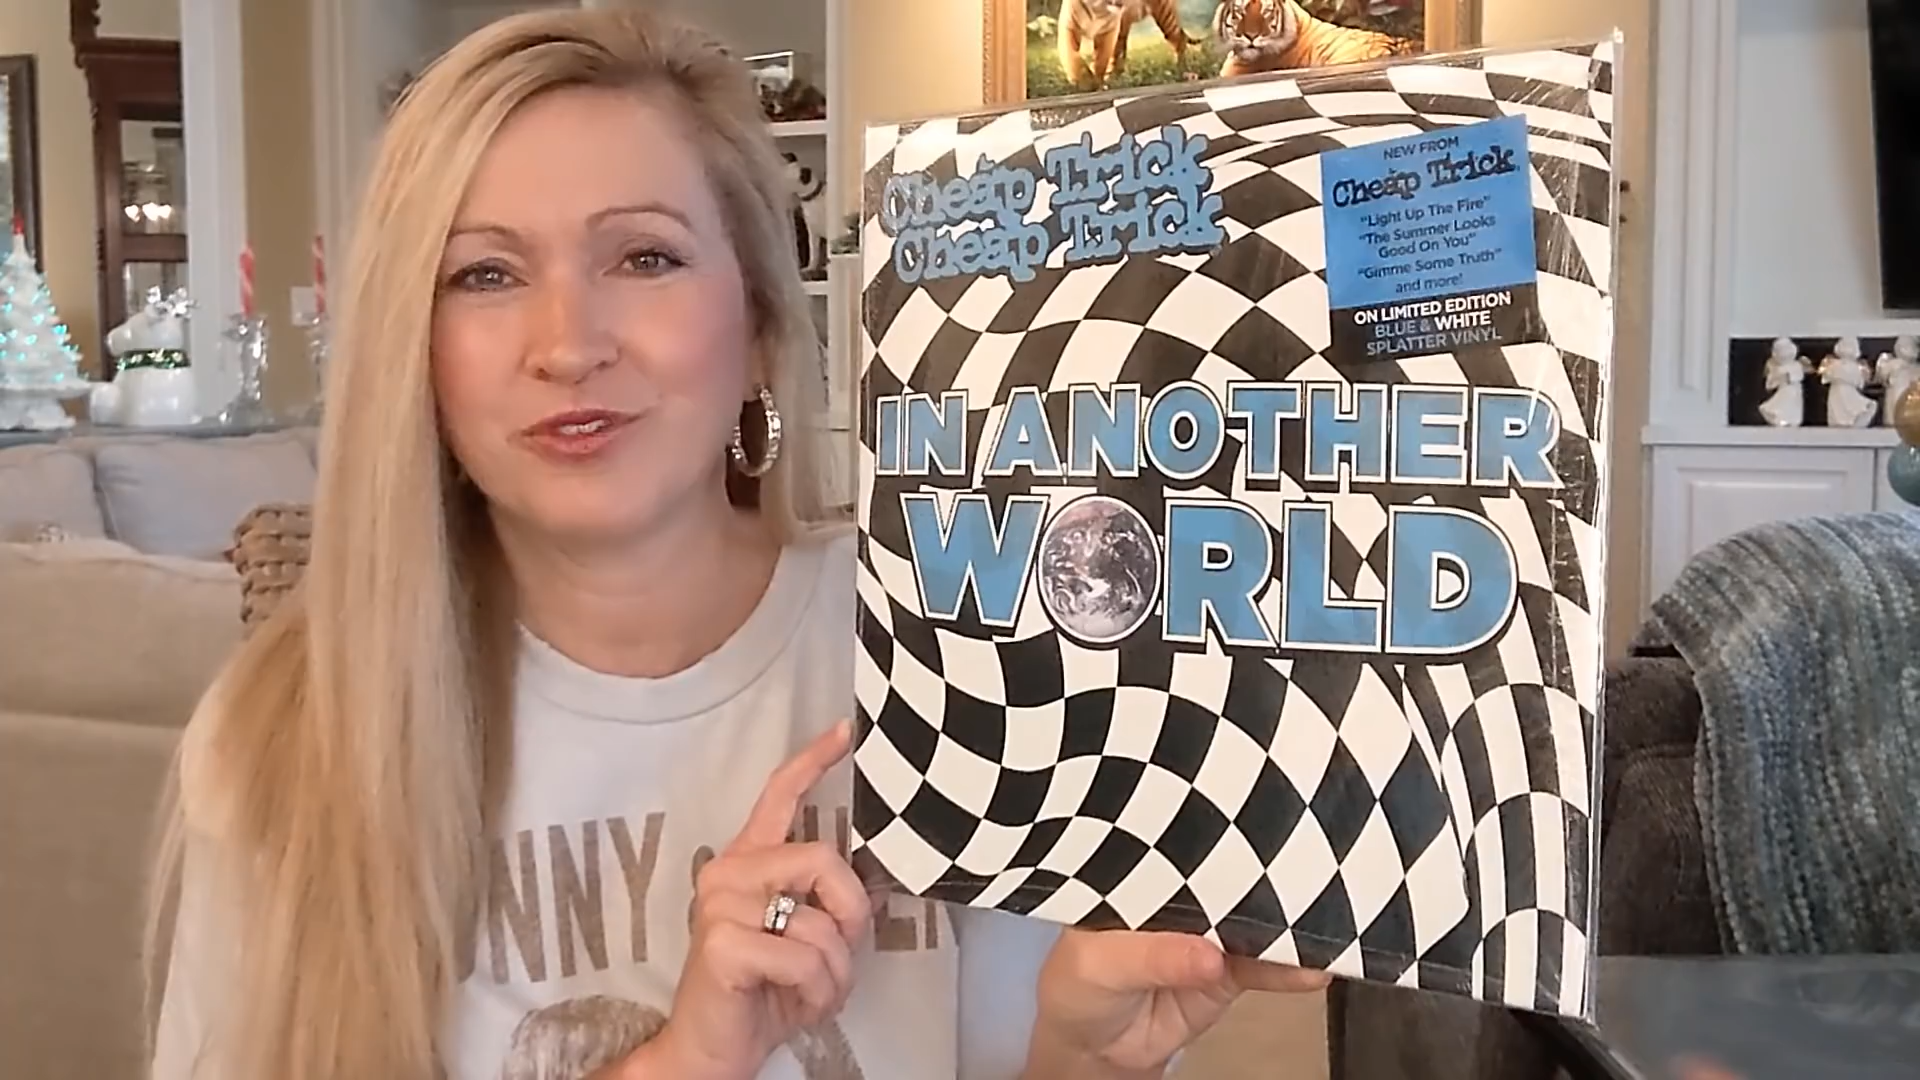 Cheap Trick
Cheap Trick
NEW FROM
Cheap Trick
"Light Up The Fire"
"The Summer Looks
Good On You"
"Gimme Some Truth"
and more!
ON LIMITED EDITION
BLUE & WHITE
SPLATTER VINYL
IN ANOTHER
WORLD
NNY